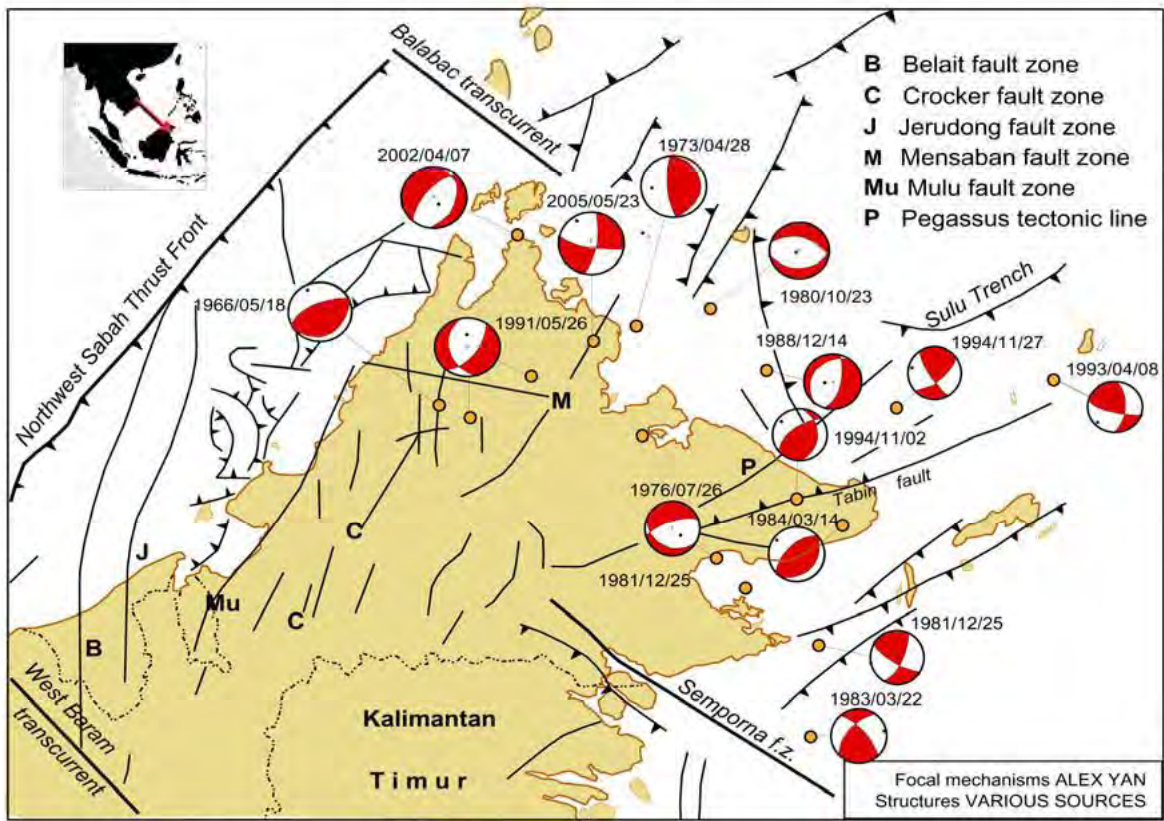 Balabac transcurrent
B Belait fault zone
C Crocker fault zone
J Jerudong fault zone
M Mensaban fault zone
Mu Mulu fault zone
P Pegassus tectonic line
Northwest Sabah Thrust Front
2002/04/07
1973/04/28
2005/05/23
1980/10/23
1966/05/18
1991/05/26
Sulu Trench
1988/12/14
1994/11/27
1993/04/08
M
1994/11/02
P
Tabin fault
1976/07/26
1984/03/14
C
J
1981/12/25
Mu
C
B
1981/12/25
1983/03/22
West Baram
transcurrent
Kalimantan
Timur
Semporna f.z.
Focal mechanisms ALEX YAN
Structures VARIOUS SOURCES